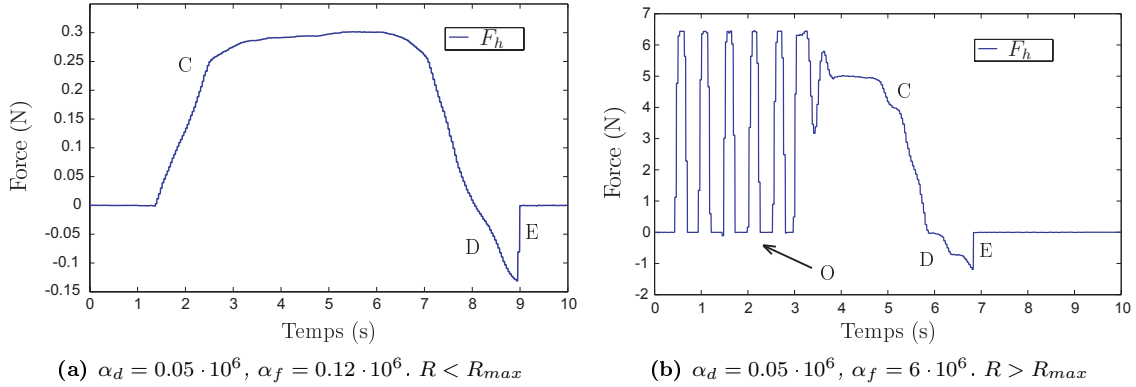 0.3
0.25
0.3
0.15
0.1
0.05
0
-0.05
-0.1
-0.15
Force (N)
0 1 2 3 4 5 6 7 8 9 10
Temps (s)
F_h
C
D
E
7
6
5
4
3
2
1
0
-1
-2
Force (N)
0 1 2 3 4 5 6 7 8 9 10
Temps (s)
F_h
C
D
E
O
(a) α_d = 0.05 · 10^6, α_f = 0.12 · 10^6. R < R_max
(b) α_d = 0.05 · 10^6, α_f = 6 · 10^6. R > R_max